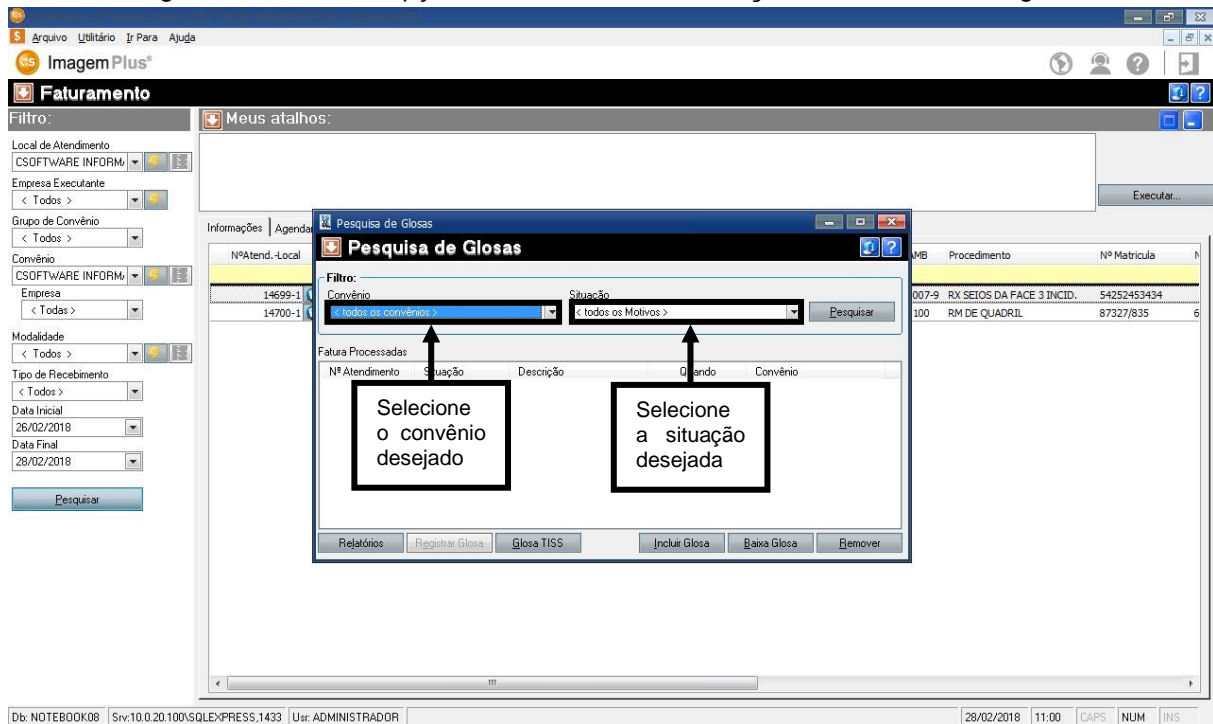 Arquivo Utilitário Ir Para Ajuda
ImagemPlus®
Faturamento
Filtro:
Meus atalhos:
Local de Atendimento
CSOFTWARE INFORM
Empresa Executante
< Todos >
Executar...
Grupo de Convênio
< Todos >
Convênio
CSOFTWARE INFORM
Empresa
< Todas >
Modalidade
< Todos >
Tipo de Recebimento
< Todos >
Data Inicial
26/02/2018
Data Final
28/02/2018
Pesquisar
Informações Agenda
NºAtend.-Local
AMB Procedimento Nº Matricula
14699-1
007-9 RX SEIOS DA FACE 3 INCID. 54252453434
14700-1
100 RM DE QUADRIL 87327/835 6
Pesquisa de Glosas
Pesquisa de Glosas
Filtro:
Convênio Situação
< todos os convênios > < todos os Motivos > Pesquisar
Fatura Processadas
Nº Atendimento Situação Descrição Quando Convênio
Selecione
o convênio
desejado
Selecione
a situação
desejada
Relatórios Registrar Glosa Glosa TISS Incluir Glosa Baixa Glosa Remover
Db: NOTEBOOK08 Srv:10.0.20.100\SQLEXPRESS,1433 Usr: ADMINISTRADOR 28/02/2018 11:00 CAPS NUM INS